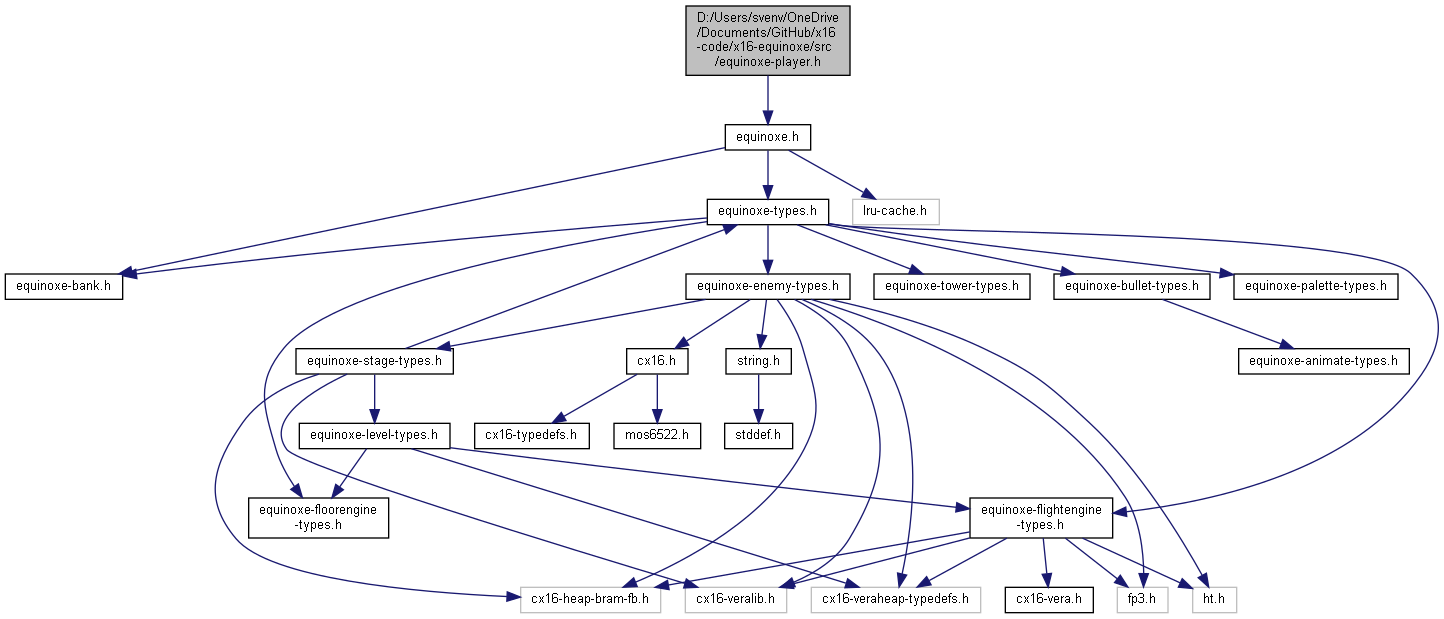 D:/Users/svenw/OneDrive
/Documents/GitHub/x16
-code/x16-equinoxe/src
/equinoxe-player.h
equinoxe.h
equinoxe-types.h
lru-cache.h
equinoxe-bank.h
equinoxe-enemy-types.h
equinoxe-tower-types.h
equinoxe-bullet-types.h
equinoxe-palette-types.h
equinoxe-stage-types.h
cx16.h
string.h
equinoxe-animate-types.h
equinoxe-level-types.h
cx16-typedefs.h
mos6522.h
stddef.h
equinoxe-floorengine
-types.h
equinoxe-flightengine
-types.h
cx16-heap-bram-fb.h
cx16-veralib.h
cx16-veraheap-typedefs.h
cx16-vera.h
fp3.h
ht.h